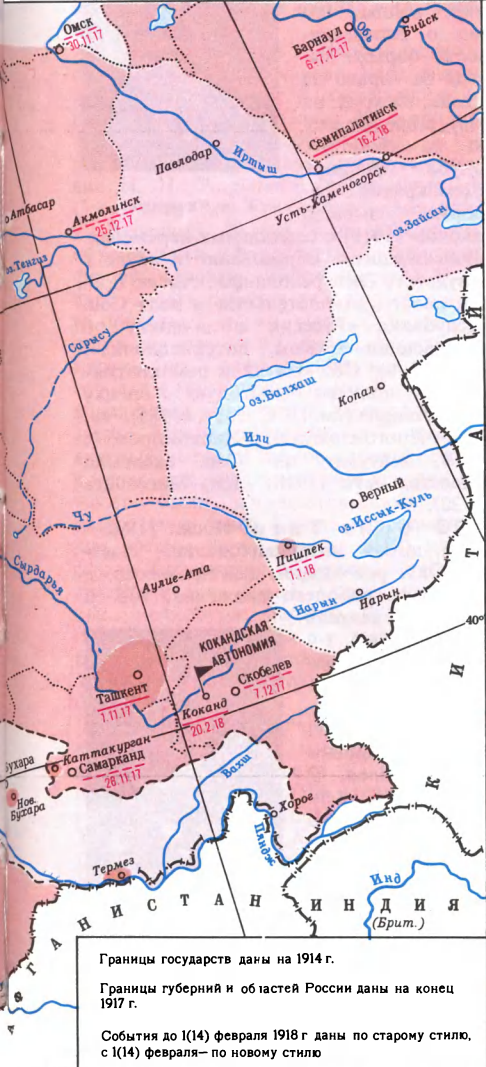 Омск
30.11.17
Барнаул
6-7.12.17
Обь
Бийск
Семипалатинск
16.2.18
Павлодар
Иртыш
Усть-Каменогорск
оз.Зайсан
Атбасар
Акмолинск
25.12.17
оз.Тенгиз
Сарысу
оз.Балхаш
Копал
Или
Верный
оз.Иссык-Куль
Чу
Пишпек
1.1.18
Сырдарья
Аулие-Ата
Нарын
Нарын
40°
КОКАНДСКАЯ
АВТОНОМИЯ
Ташкент
1.11.17
Коканд
20.2.18
Скобелев
7.12.17
Бухара
Каттакурган
Самарканд
28.11.17
Нов.
Бухара
Вахш
Хорог
Пяндж
Термез
КИТАЙ
АФГАНИСТАН
ИНДИЯ
(Брит.)
Инд
Границы государств даны на 1914 г.
Границы губерний и областей России даны на конец
1917 г.
События до 1(14) февраля 1918 г даны по старому стилю,
с 1(14) февраля— по новому стилю